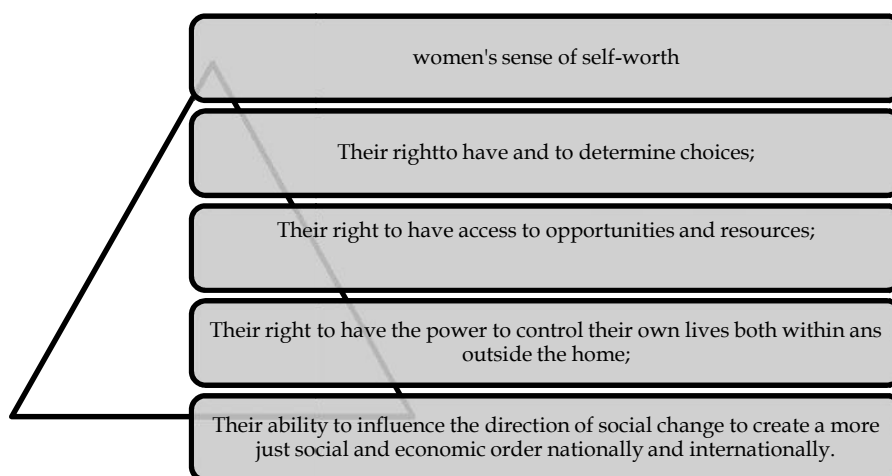 women's sense of self-worth
Their rightto have and to determine choices;
Their right to have access to opportunities and resources;
Their right to have the power to control their own lives both within ans
outside the home;
Their ability to influence the direction of social change to create a more
just social and economic order nationally and internationally.